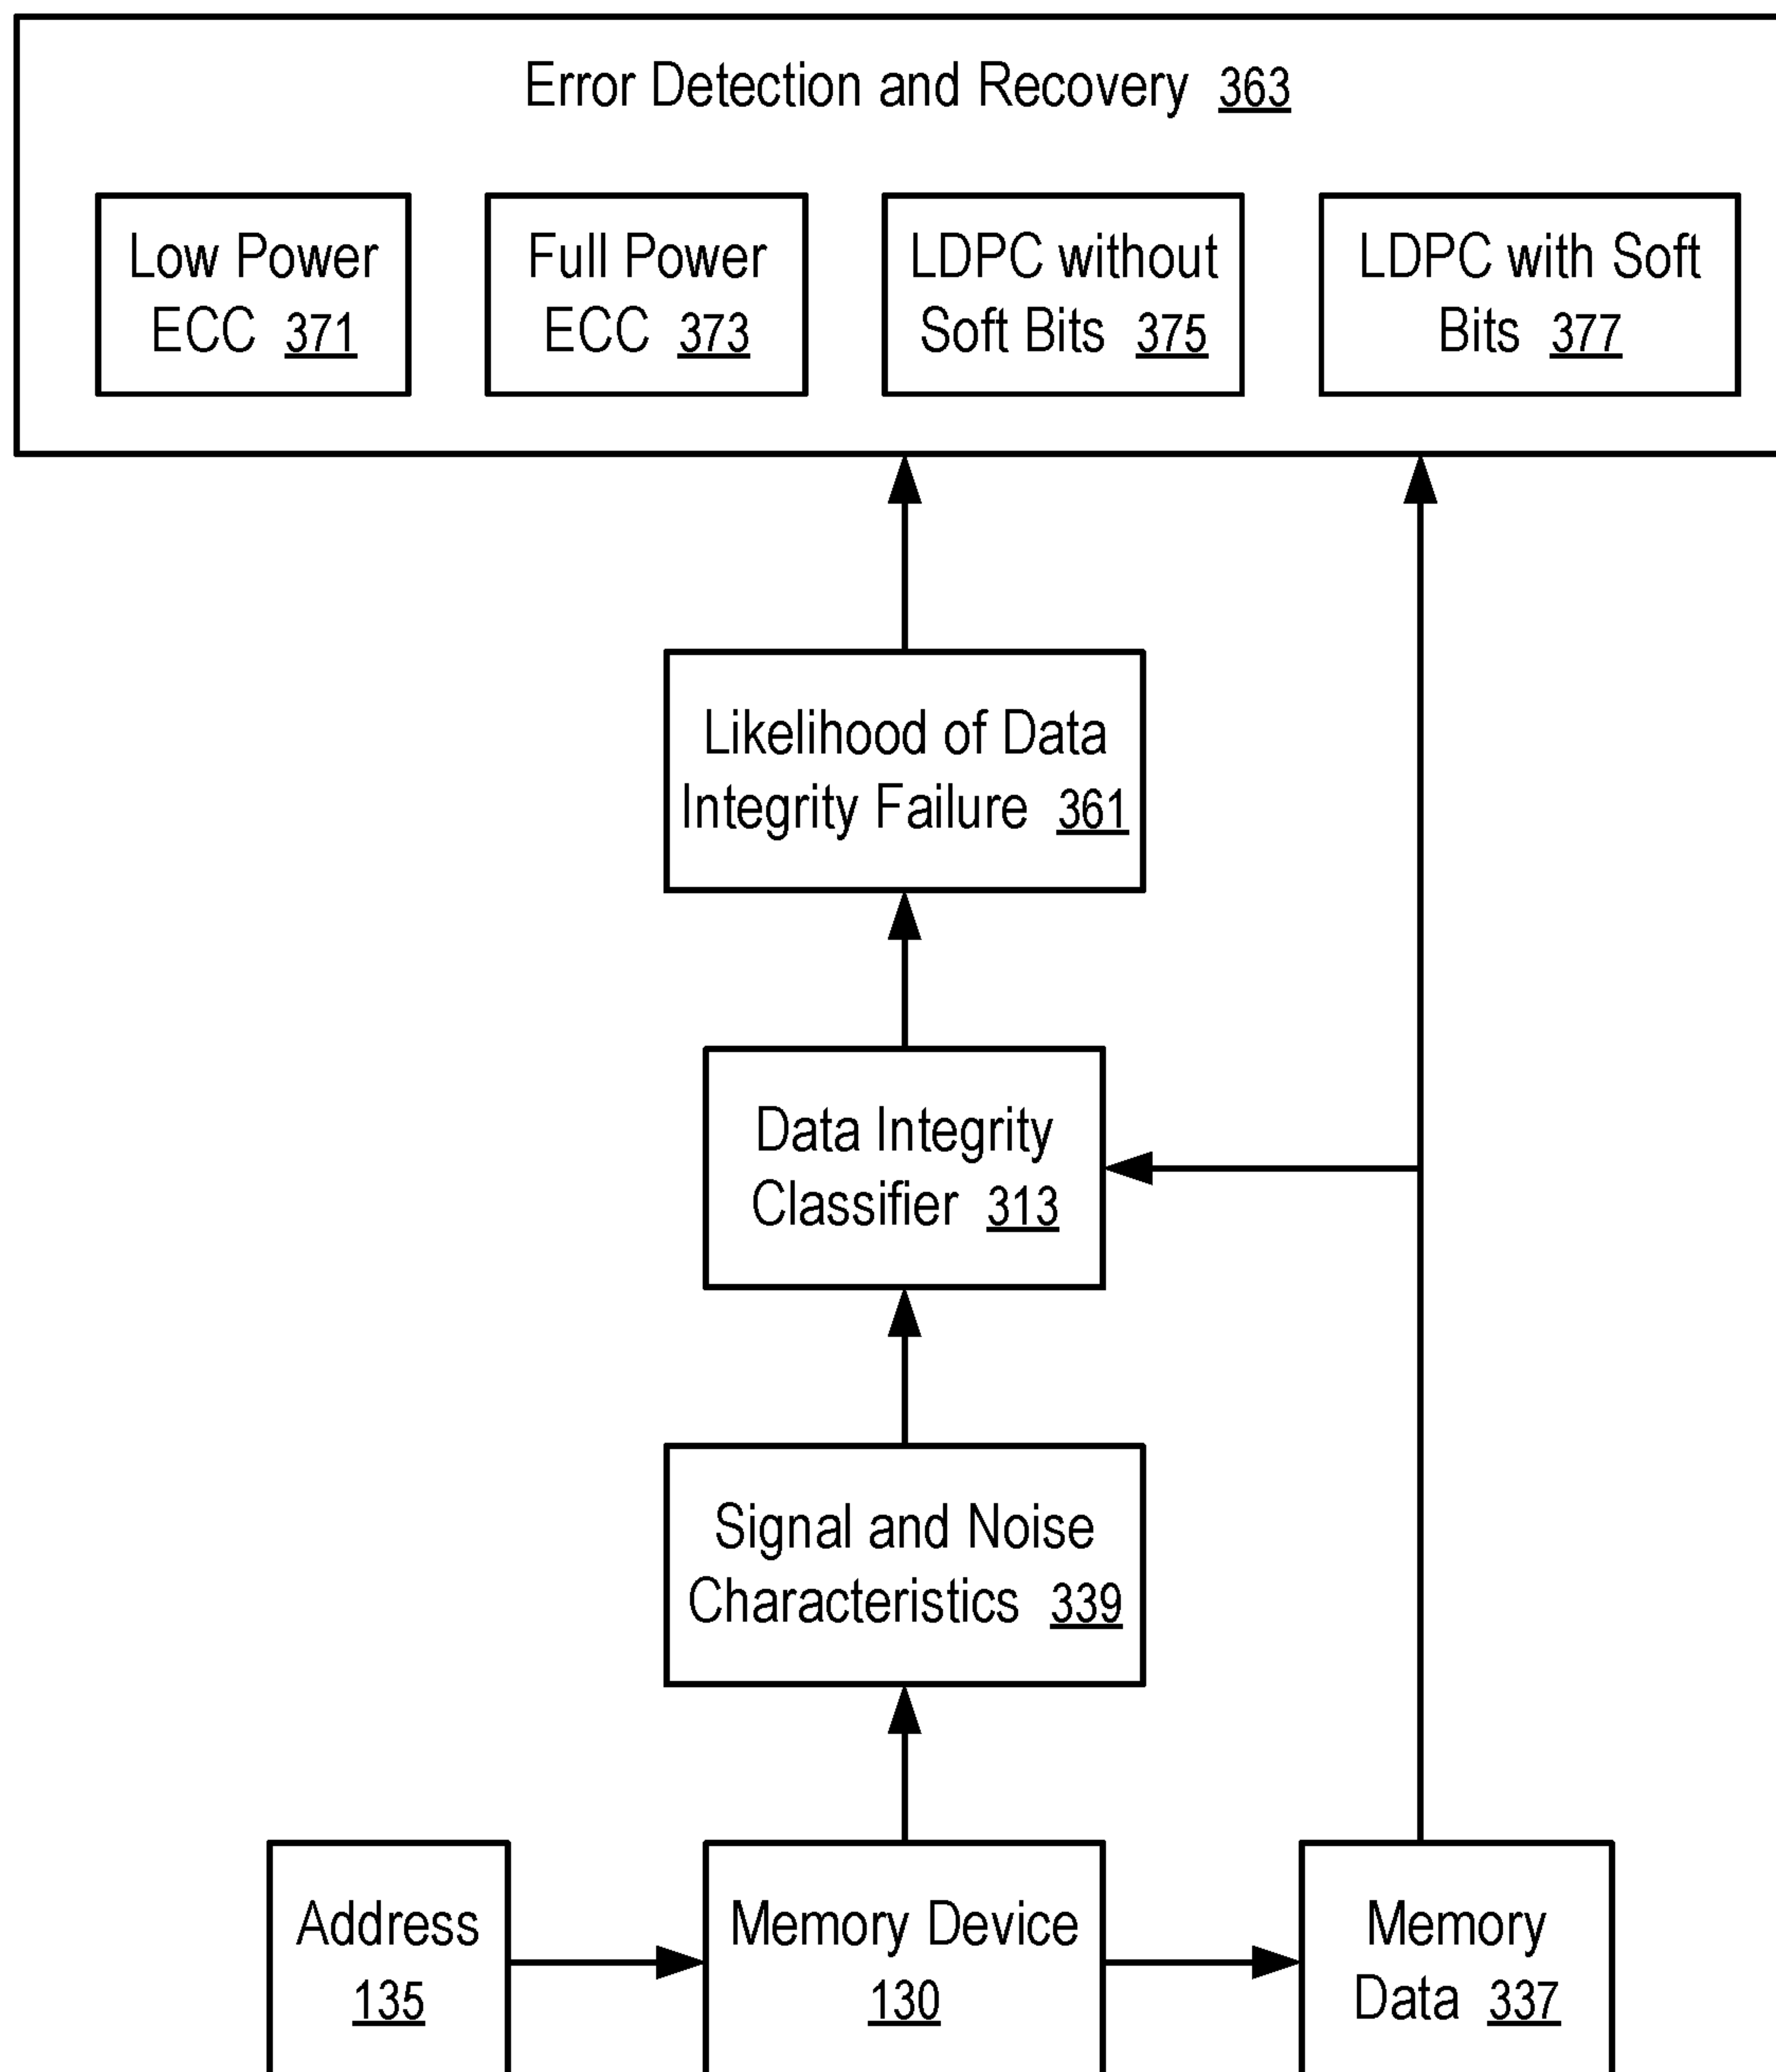 Error Detection and Recovery 363
Low Power
ECC 371
Full Power
ECC 373
LDPC without
Soft Bits 375
LDPC with Soft
Bits 377
Likelihood of Data
Integrity Failure 361
Data Integrity
Classifier 313
Signal and Noise
Characteristics 339
Address
135
Memory Device
130
Memory
Data 337